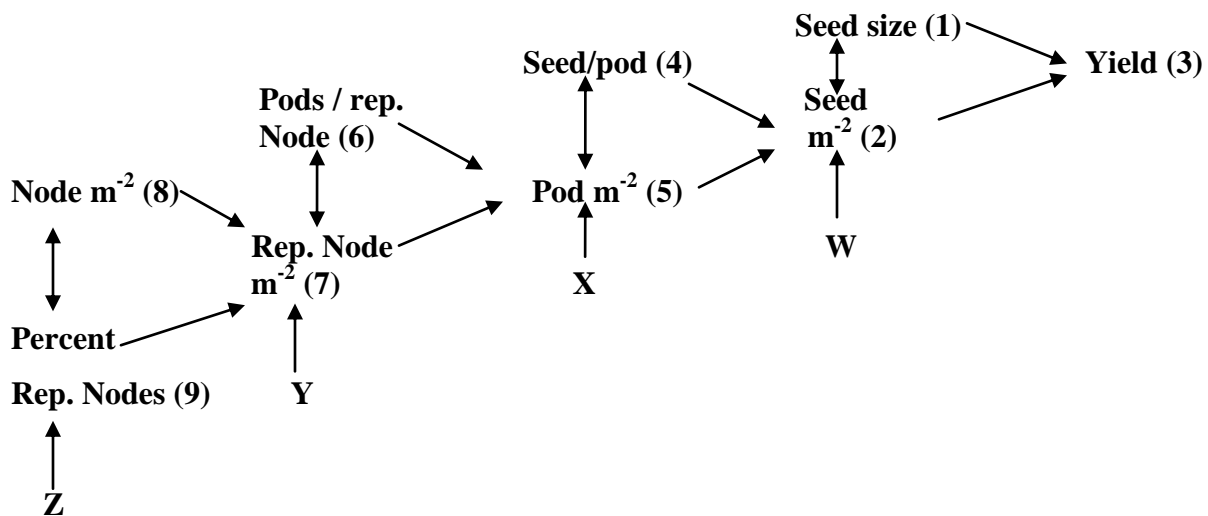 Seed size (1)
Yield (3)
Seed/pod (4)
Seed
m⁻² (2)
Pods / rep.
Node (6)
Node m⁻² (8)
Pod m⁻² (5)
Rep. Node
m⁻² (7)
W
X
Percent
Rep. Nodes (9)
Y
Z